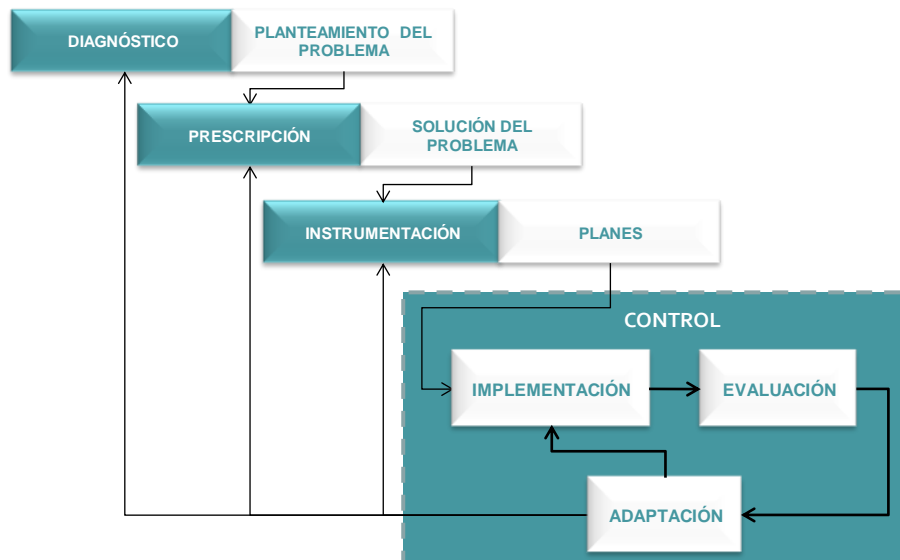 DIAGNÓSTICO
PLANTEAMIENTO DEL
PROBLEMA
PRESCRIPCIÓN
SOLUCIÓN DEL
PROBLEMA
INSTRUMENTACIÓN
PLANES
CONTROL
IMPLEMENTACIÓN
EVALUACIÓN
ADAPTACIÓN